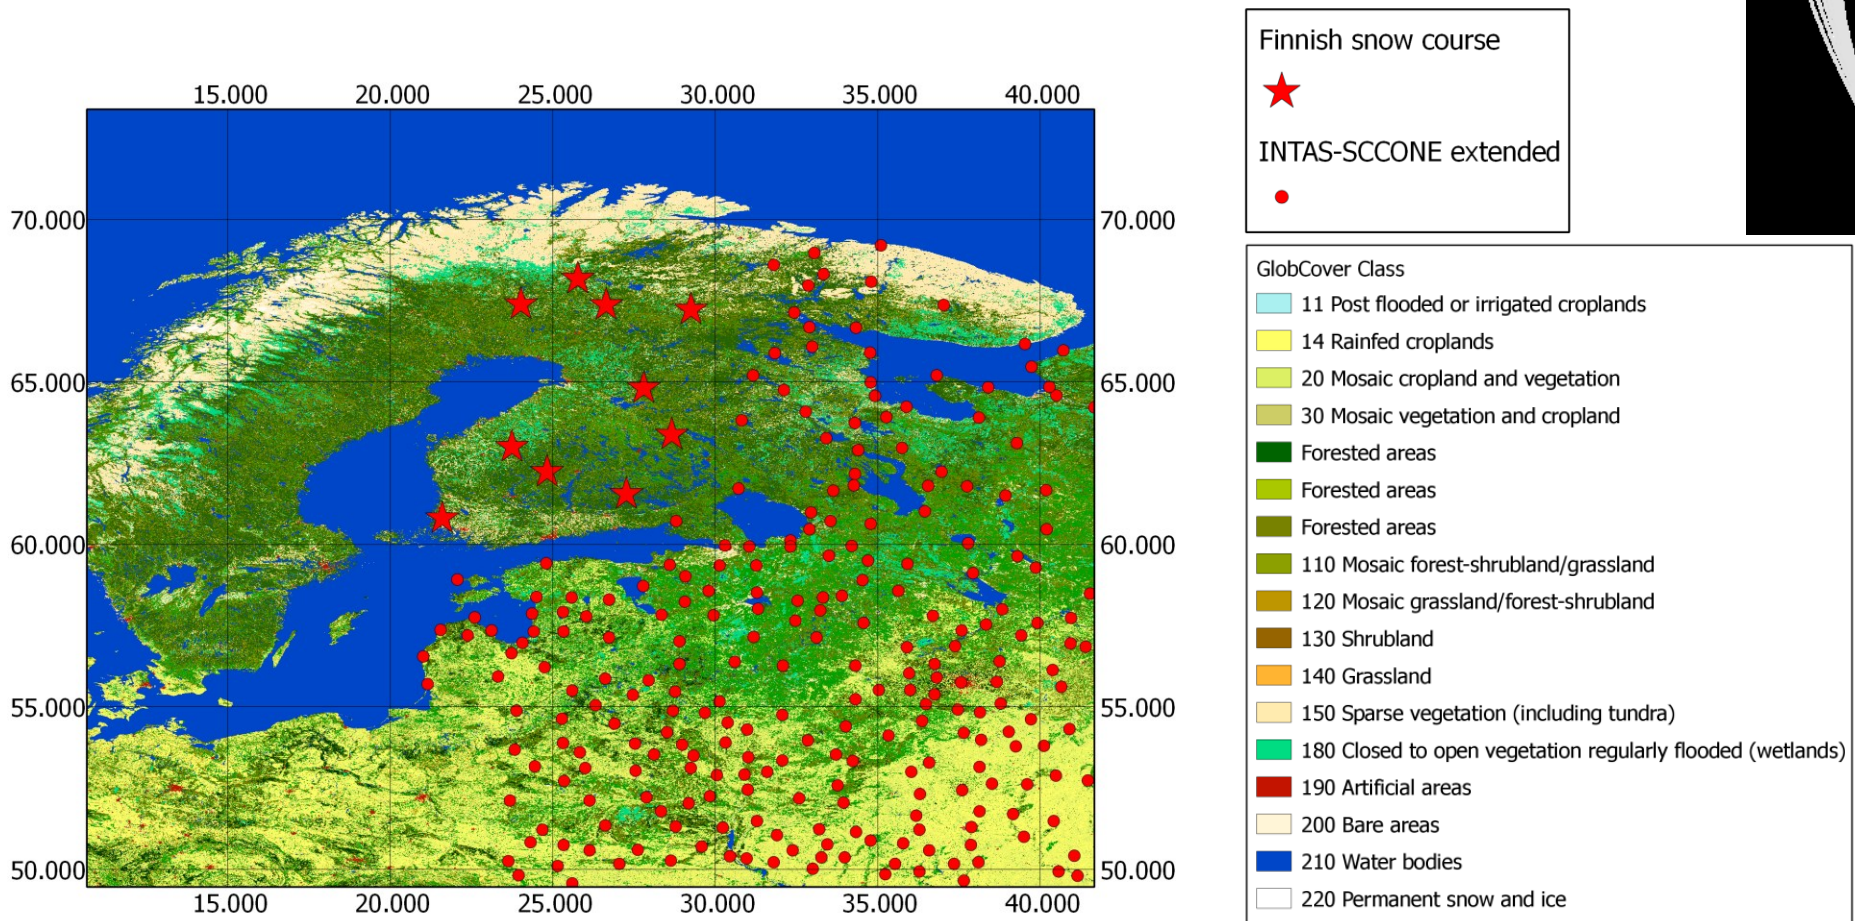 Finnish snow course
INTAS-SCCONE extended
15.000 20.000 25.000 30.000 35.000 40.000
70.000 70.000
65.000 65.000
60.000 60.000
55.000 55.000
50.000 50.000
15.000 20.000 25.000 30.000 35.000 40.000
GlobCover Class
11 Post flooded or irrigated croplands
14 Rainfed croplands
20 Mosaic cropland and vegetation
30 Mosaic vegetation and cropland
Forested areas
Forested areas
Forested areas
110 Mosaic forest-shrubland/grassland
120 Mosaic grassland/forest-shrubland
130 Shrubland
140 Grassland
150 Sparse vegetation (including tundra)
180 Closed to open vegetation regularly flooded (wetlands)
190 Artificial areas
200 Bare areas
210 Water bodies
220 Permanent snow and ice